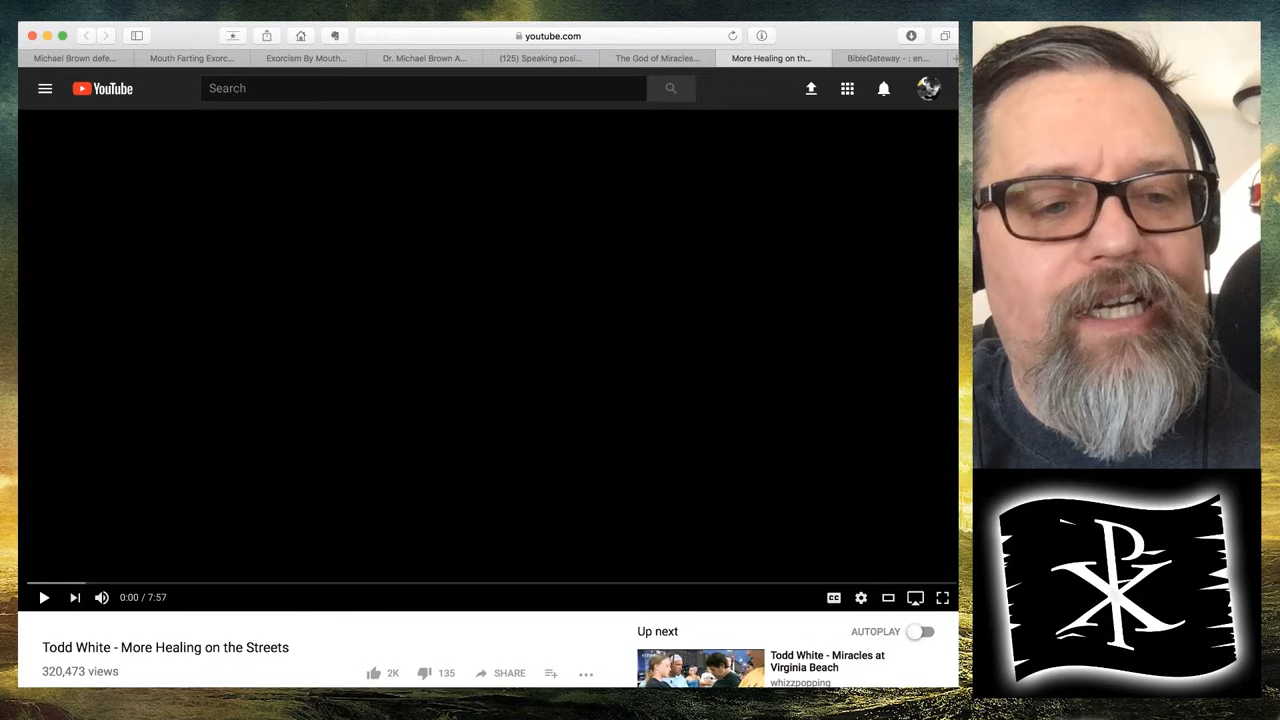 youtube.com
Michael Brown defe...
Mouth Farting Exorc...
Exorcism By Mouth...
Dr. Michael Brown A...
(125) Speaking posi...
The God of Miracles...
More Healing on th...
BibleGateway - : en...
YouTube
Search
0:00 / 7:57
CC
Todd White - More Healing on the Streets
320,473 views
2K
135
SHARE
Up next
AUTOPLAY
Todd White - Miracles at
Virginia Beach
whizzpopping